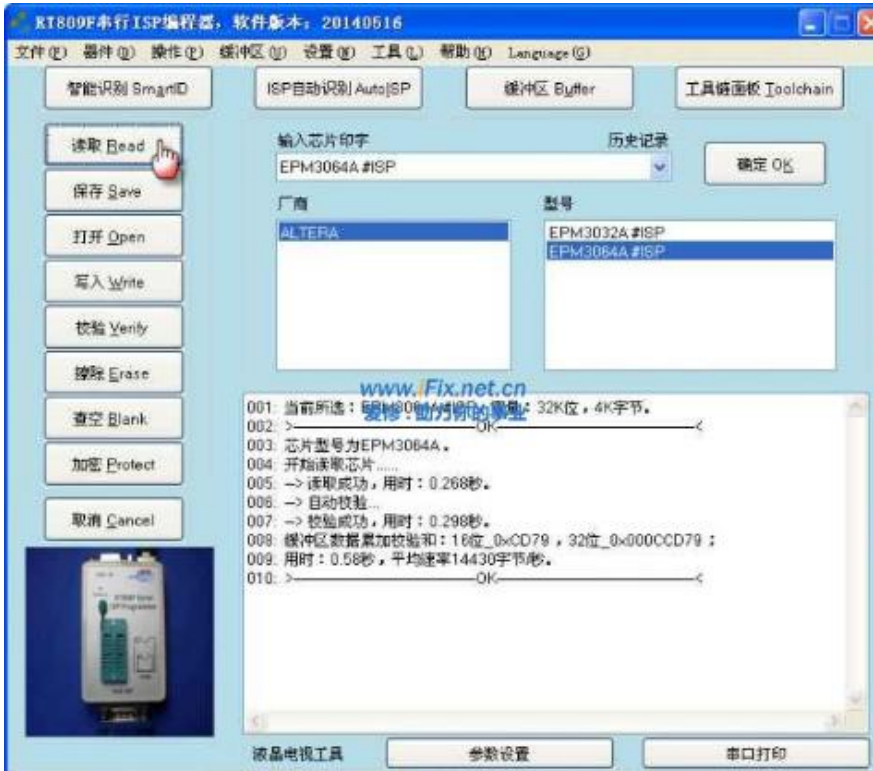 RT809F串行ISP编程器，软件版本：20140516
文件(F) 器件(D) 操作(P) 缓冲区(V) 设置(W) 工具(L) 帮助(H) Language(G)
智能识别 SmartID ISP自动识别 AutoISP 缓冲区 Buffer 工具链面板 Toolchain
读取 Read
保存 Save
打开 Open
写入 Write
校验 Verify
擦除 Erase
查空 Blank
加密 Protect
取消 Cancel
输入芯片印字 历史记录
EPM3064A #ISP 确定 OK
厂商 型号
ALTERA EPM3032A #ISP
EPM3064A #ISP
www.iFix.net.cn
爱修·助力你的事业
001: 当前所选：EPM3064A #ISP，容量：32K位，4K字节。
002: >————OK————<
003: 芯片型号为EPM3064A。
004: 开始读取芯片......
005: —> 读取成功，用时：0.268秒。
006: —> 自动校验...
007: —> 校验成功，用时：0.298秒。
008: 缓冲区数据累加校验和：16位_0xCD79 ，32位_0x000CCD79；
009: 用时：0.58秒，平均速率14430字节/秒。
010: >————OK————<
液晶电视工具 参数设置 串口打印